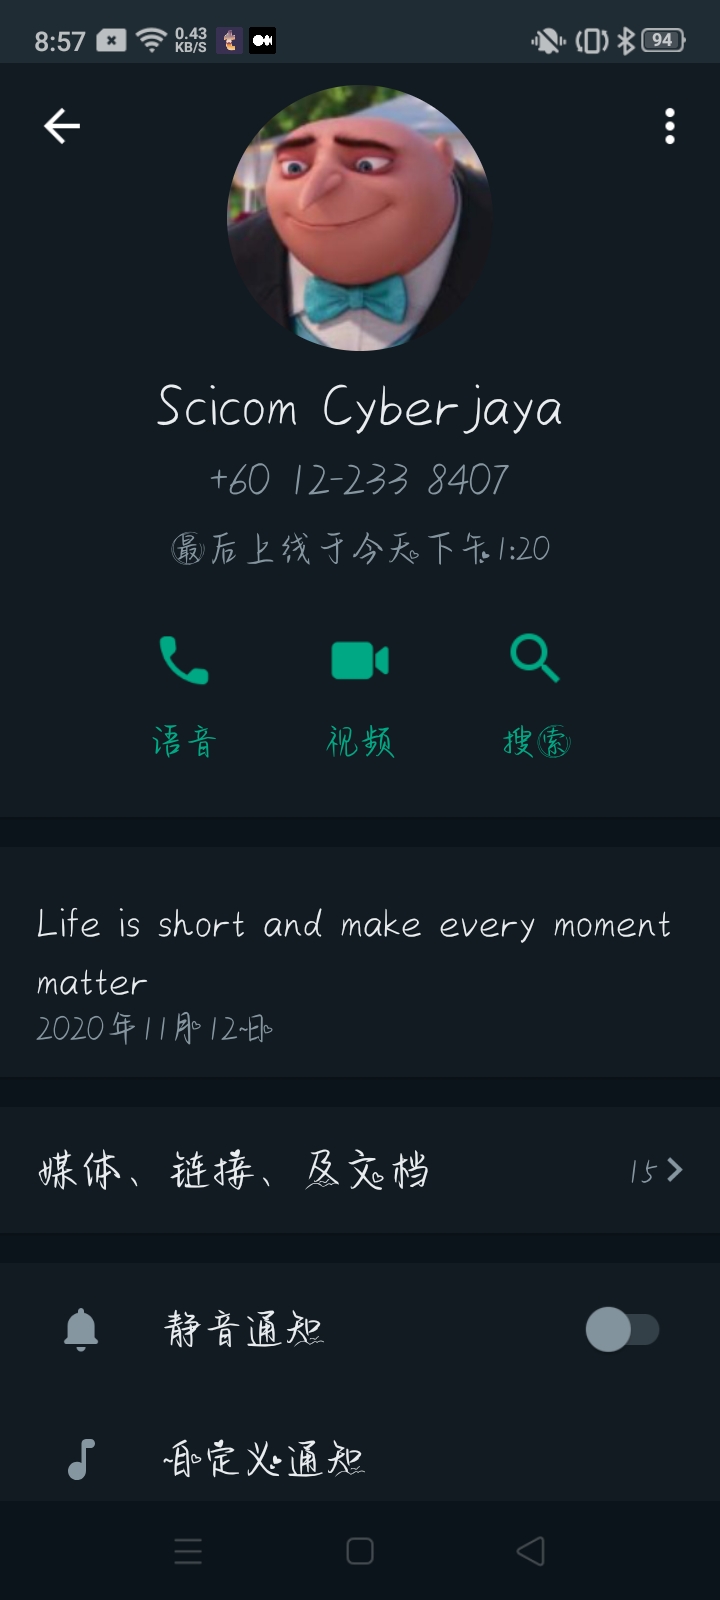 8:57 0.43 KB/S 94
Scicom Cyberjaya
+60 12-233 8407
最后上线于今天下午1:20
语音 视频 搜索
Life is short and make every moment
matter
2020年11月12日
媒体、链接、及文档 15
静音通知
自定义通知